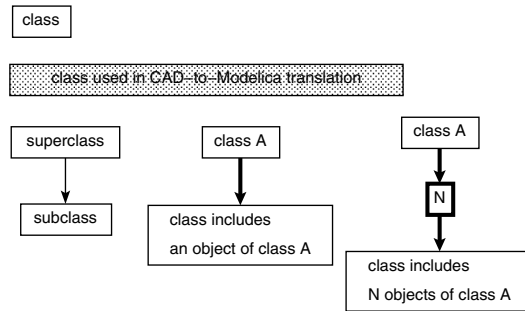 class
class used in CAD–to–Modelica translation
superclass
class A
class A
N
subclass
class includes
an object of class A
class includes
N objects of class A